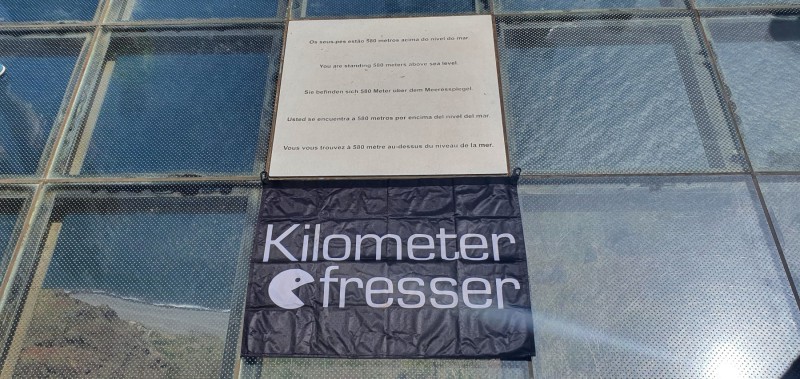 Os seus pés estão 580 metros acima do nível do mar.
You are standing 580 meters above sea level.
Sie befinden sich 580 Meter über dem Meeresspiegel.
Usted se encuentra a 580 metros por encima del nivel del mar.
Vous vous trouvez à 580 mètre au-dessus du niveau de la mer.
Kilometer
fresser